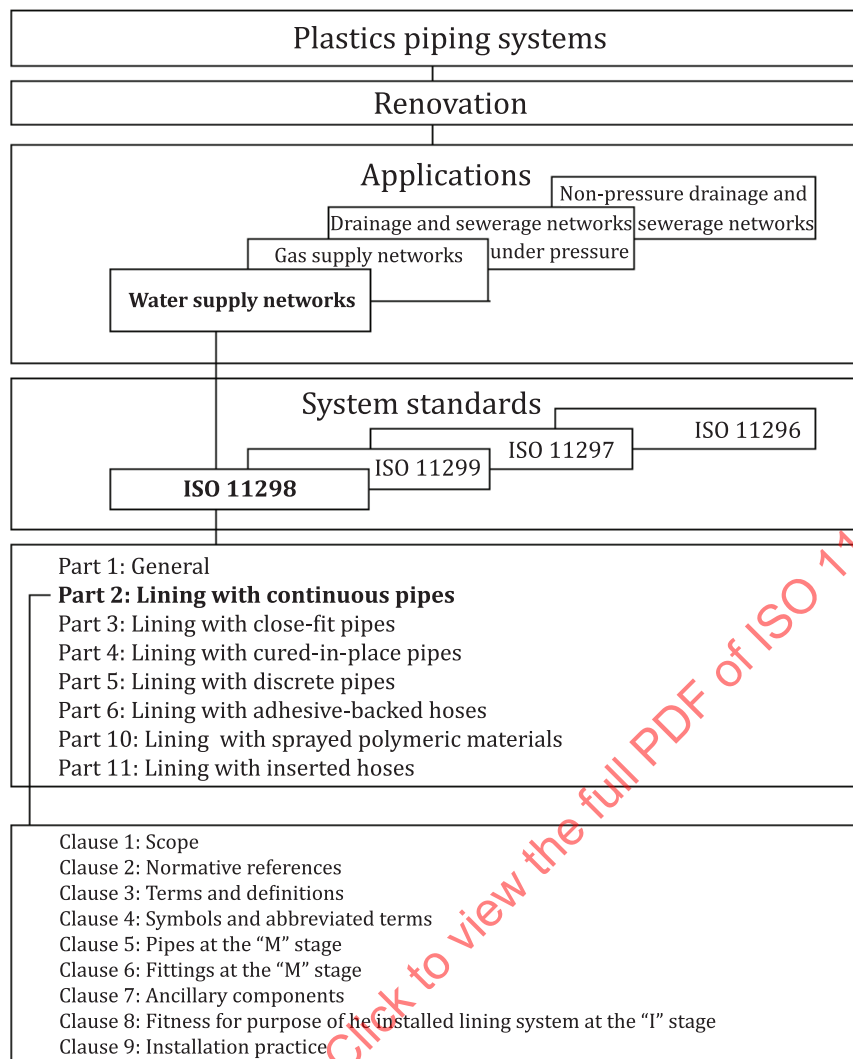 Plastics piping systems
Renovation
Applications
Non-pressure drainage and
sewerage networks
Drainage and sewerage networks
under pressure
Gas supply networks
Water supply networks
System standards
ISO 11296
ISO 11297
ISO 11299
ISO 11298
Part 1: General
Part 2: Lining with continuous pipes
Part 3: Lining with close-fit pipes
Part 4: Lining with cured-in-place pipes
Part 5: Lining with discrete pipes
Part 6: Lining with adhesive-backed hoses
Part 10: Lining with sprayed polymeric materials
Part 11: Lining with inserted hoses
Clause 1: Scope
Clause 2: Normative references
Clause 3: Terms and definitions
Clause 4: Symbols and abbreviated terms
Clause 5: Pipes at the “M” stage
Clause 6: Fittings at the “M” stage
Clause 7: Ancillary components
Clause 8: Fitness for purpose of he installed lining system at the “I” stage
Clause 9: Installation practice
Click to view the full PDF of ISO 11